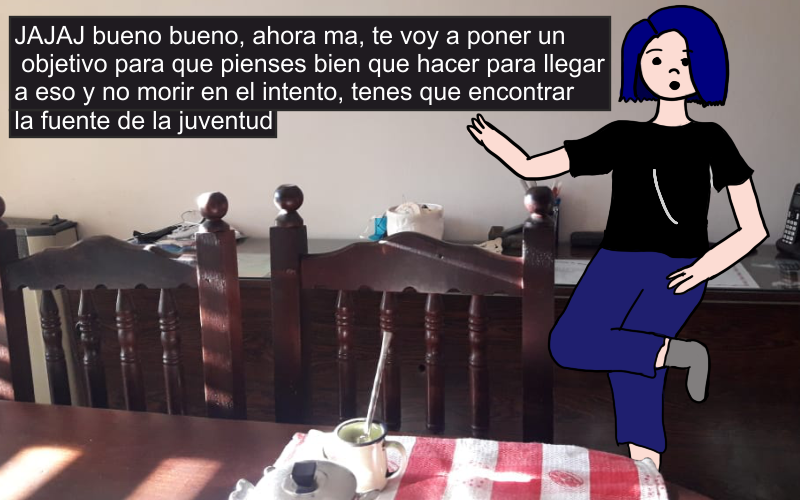 JAJAJ bueno bueno, ahora ma, te voy a poner un
objetivo para que pienses bien que hacer para llegar
a eso y no morir en el intento, tenes que encontrar
la fuente de la juventud